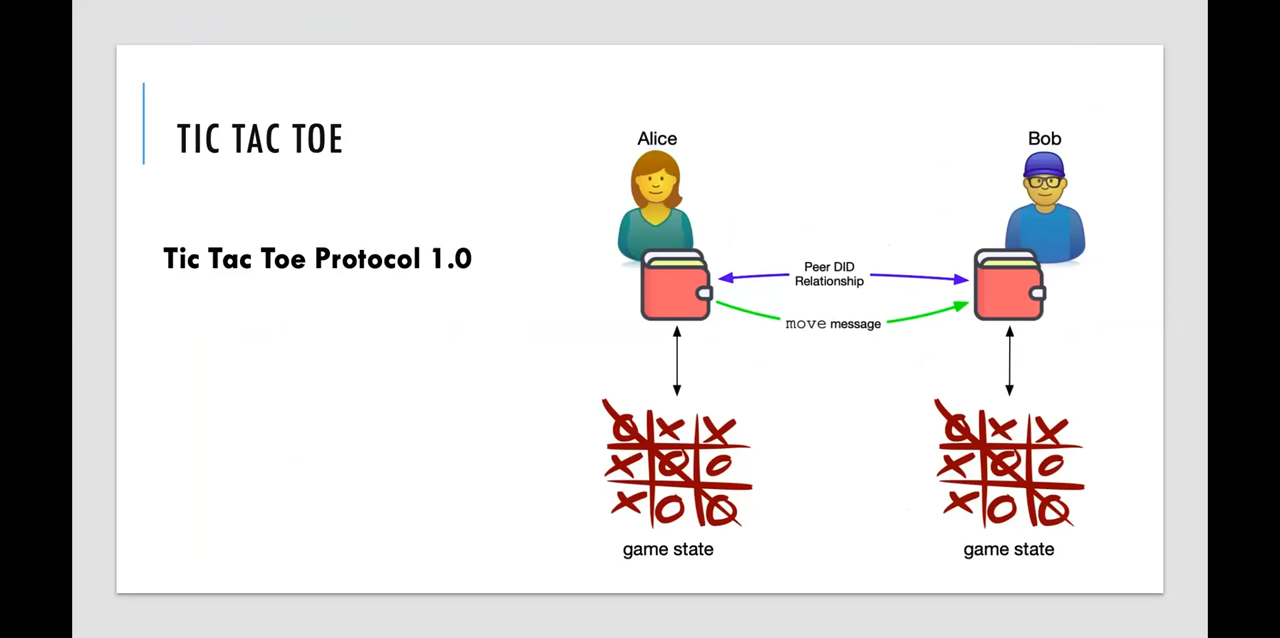 TIC TAC TOE
Tic Tac Toe Protocol 1.0
Alice
Bob
Peer DID
Relationship
move message
O X X
X O O
X O O
game state
O X X
X O O
X O O
game state